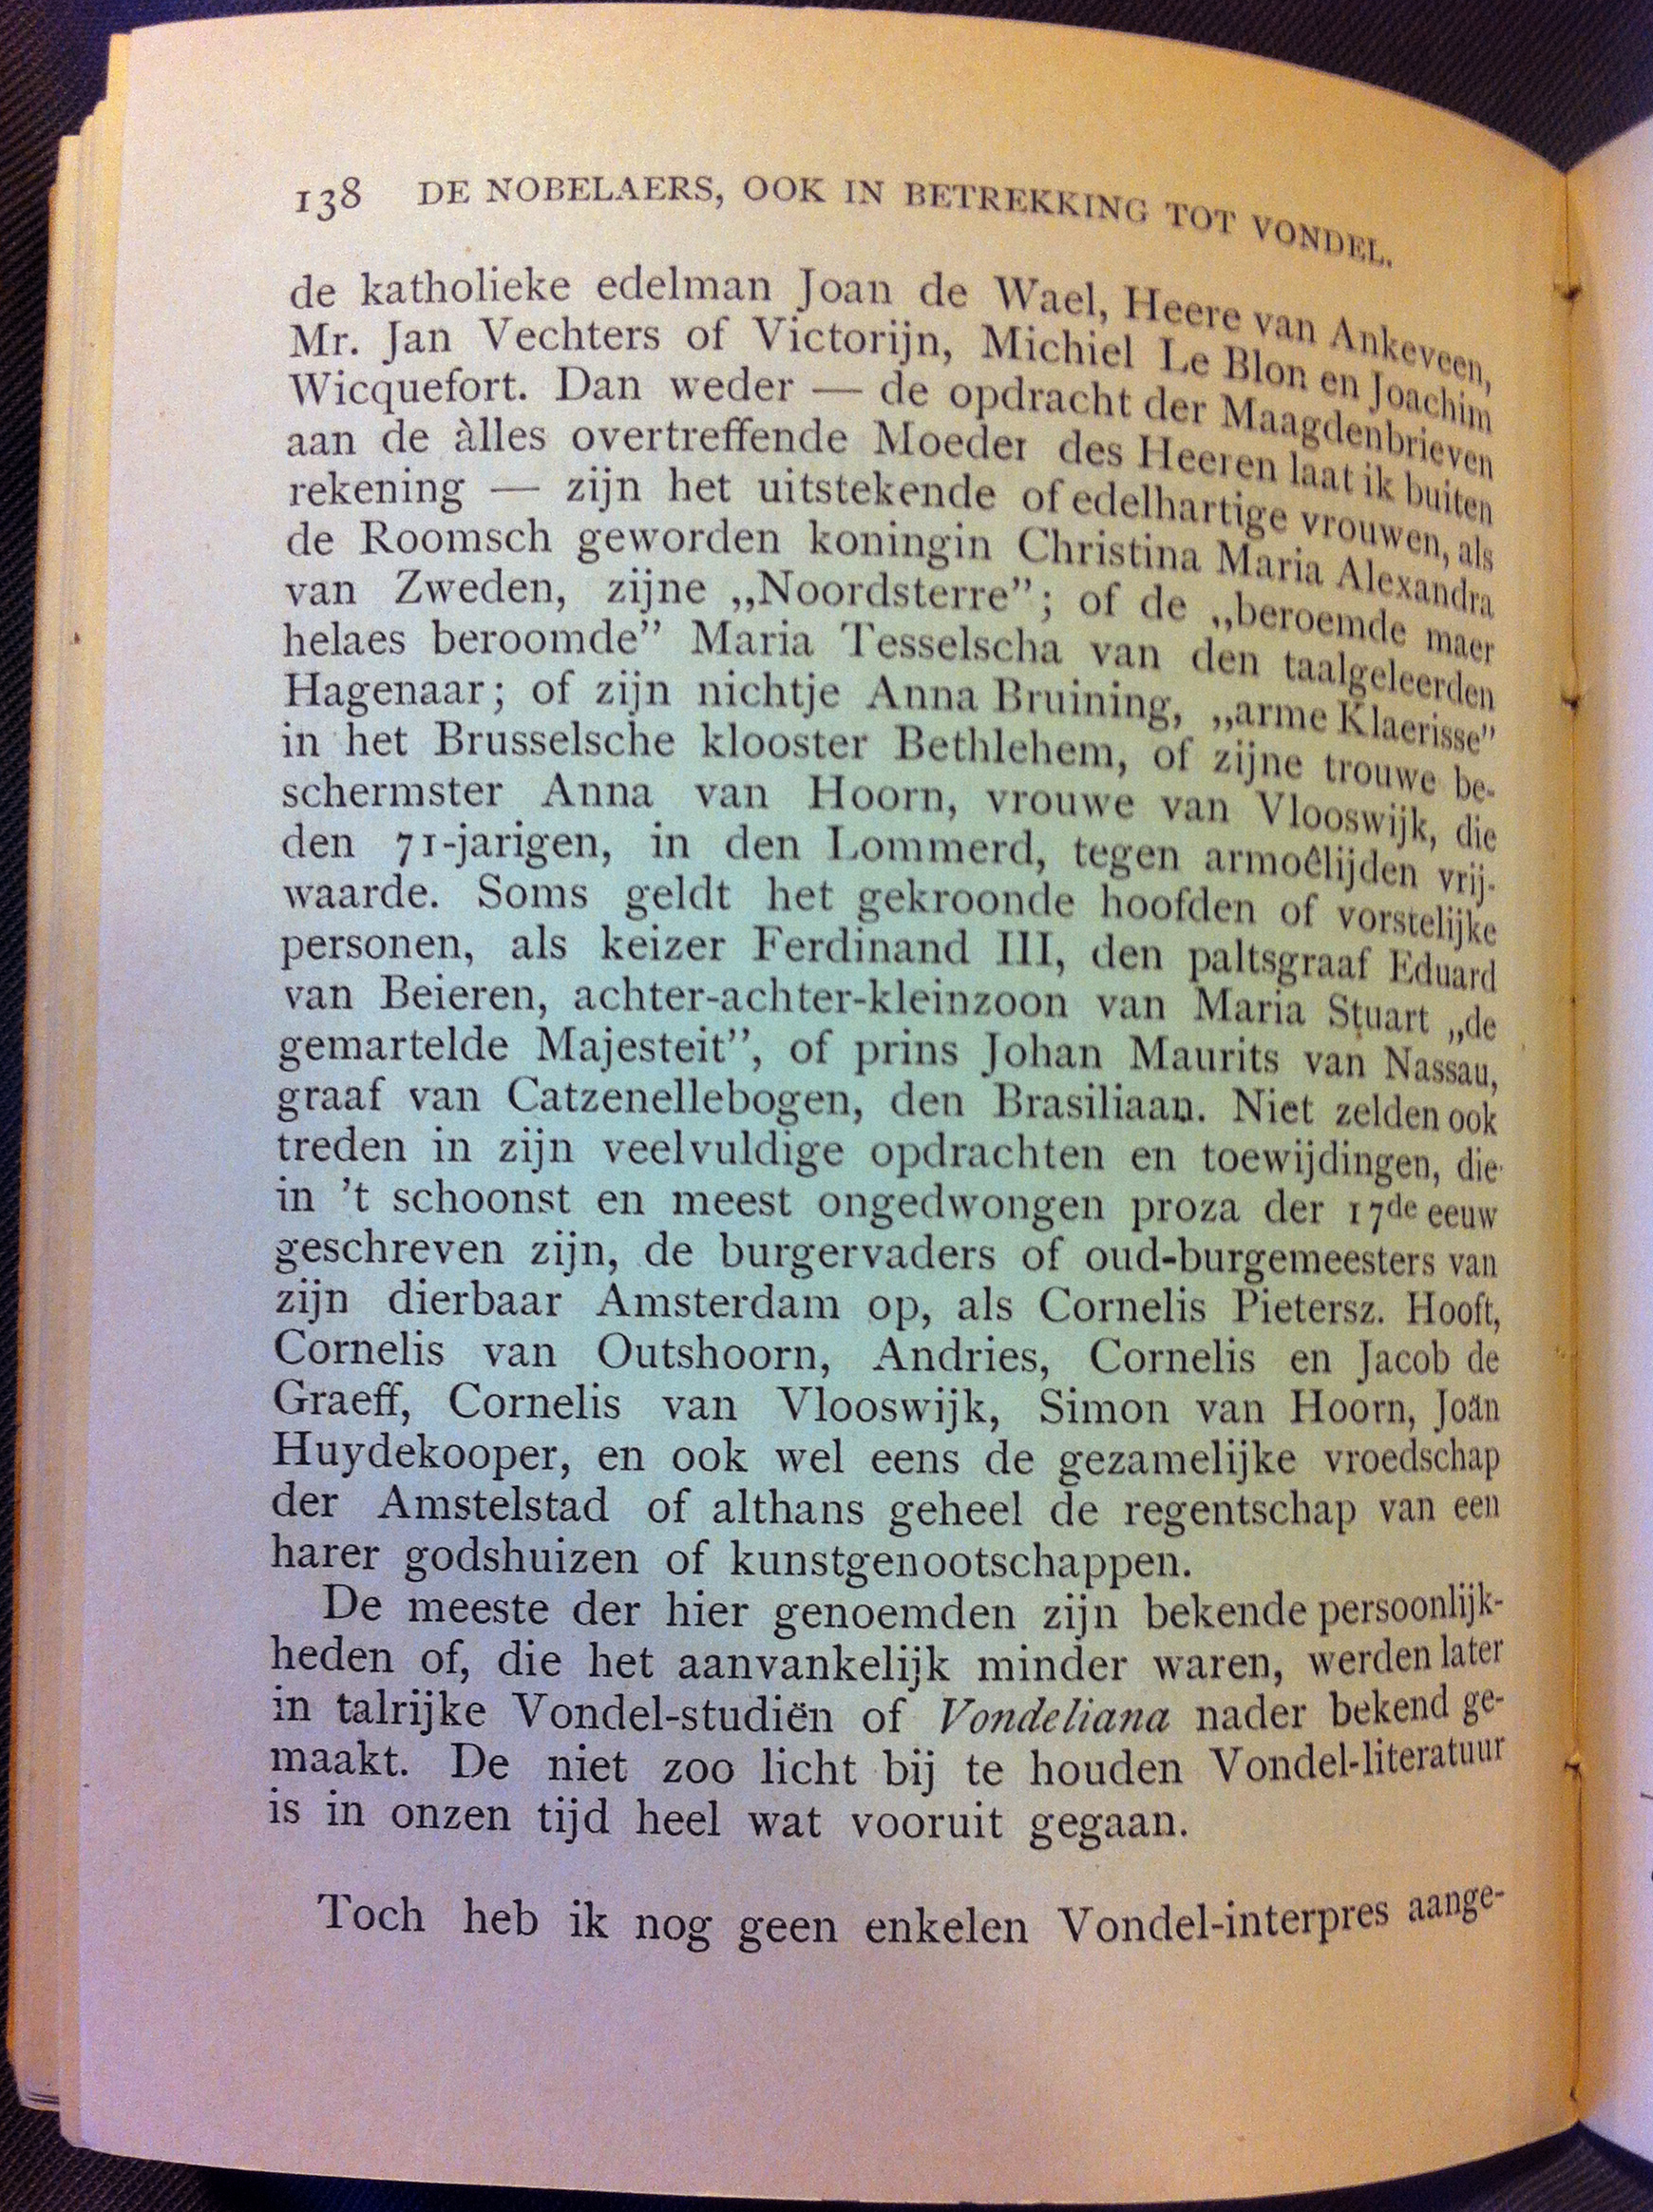 138 DE NOBELAERS, OOK IN BETREKKING TOT VONDEL.
de katholieke edelman Joan de Wael, Heere van Ankeveen,
Mr. Jan Vechters of Victorijn, Michiel Le Blon en Joachim
Wicquefort. Dan weder — de opdracht der Maagdenbrieven
aan de àlles overtreffende Moeder des Heeren laat ik buiten
rekening — zijn het uitstekende of edelhartige vrouwen, als
de Roomsch geworden koningin Christina Maria Alexandra
van Zweden, zijne „Noordsterre”; of de „beroemde maer
helaes beroomde” Maria Tesselscha van den taalgeleerden
Hagenaar; of zijn nichtje Anna Bruining, „arme Klaerisse”
in het Brusselsche klooster Bethlehem, of zijne trouwe be-
schermster Anna van Hoorn, vrouwe van Vlooswijk, die
den 71-jarigen, in den Lommerd, tegen armoêlijden vrij-
waarde. Soms geldt het gekroonde hoofden of vorstelijke
personen, als keizer Ferdinand III, den paltsgraaf Eduard
van Beieren, achter-achter-kleinzoon van Maria Stuart „de
gemartelde Majesteit”, of prins Johan Maurits van Nassau,
graaf van Catzenellebogen, den Brasiliaan. Niet zelden ook
treden in zijn veelvuldige opdrachten en toewijdingen, die
in ’t schoonst en meest ongedwongen proza der 17de eeuw
geschreven zijn, de burgervaders of oud-burgemeesters van
zijn dierbaar Amsterdam op, als Cornelis Pietersz. Hooft,
Cornelis van Outshoorn, Andries, Cornelis en Jacob de
Graeff, Cornelis van Vlooswijk, Simon van Hoorn, Joän
Huydekooper, en ook wel eens de gezamelijke vroedschap
der Amstelstad of althans geheel de regentschap van een
harer godshuizen of kunstgenootschappen.
De meeste der hier genoemden zijn bekende persoonlijk-
heden of, die het aanvankelijk minder waren, werden later
in talrijke Vondel-studiën of Vondeliana nader bekend ge-
maakt. De niet zoo licht bij te houden Vondel-literatuur
is in onzen tijd heel wat vooruit gegaan.
Toch heb ik nog geen enkelen Vondel-interpres aange-